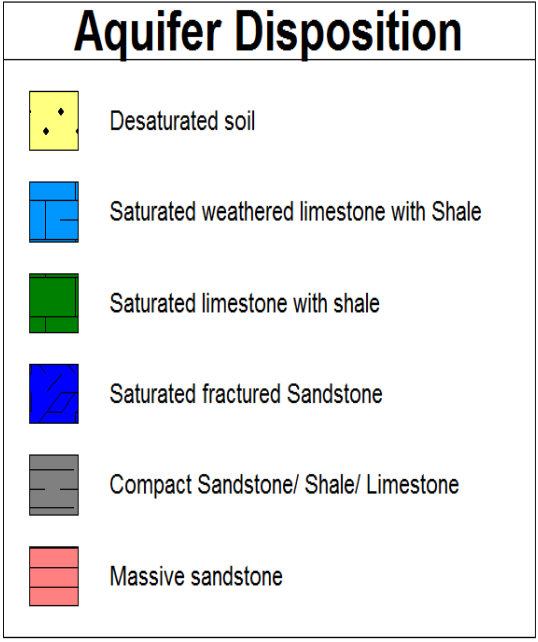 Aquifer Disposition
Desaturated soil
Saturated weathered limestone with Shale
Saturated limestone with shale
Saturated fractured Sandstone
Compact Sandstone/ Shale/ Limestone
Massive sandstone